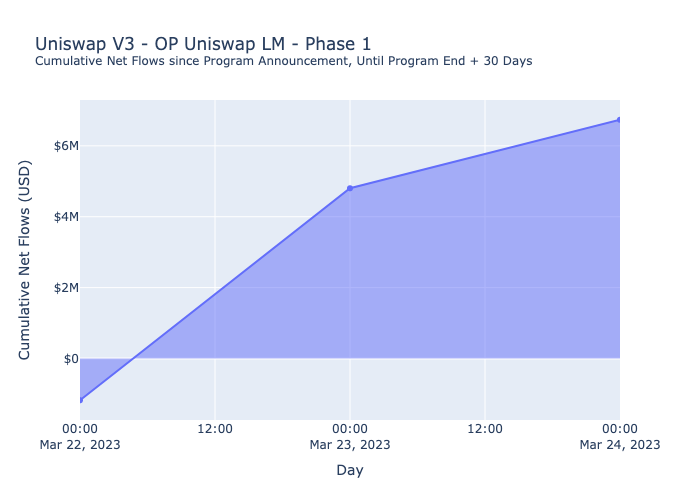 Uniswap V3 - OP Uniswap LM - Phase 1
Cumulative Net Flows since Program Announcement, Until Program End + 30 Days
Cumulative Net Flows (USD)
$6M
$4M
$2M
$0
00:00 12:00 00:00 12:00 00:00
Mar 22, 2023 Mar 23, 2023 Mar 24, 2023
Day